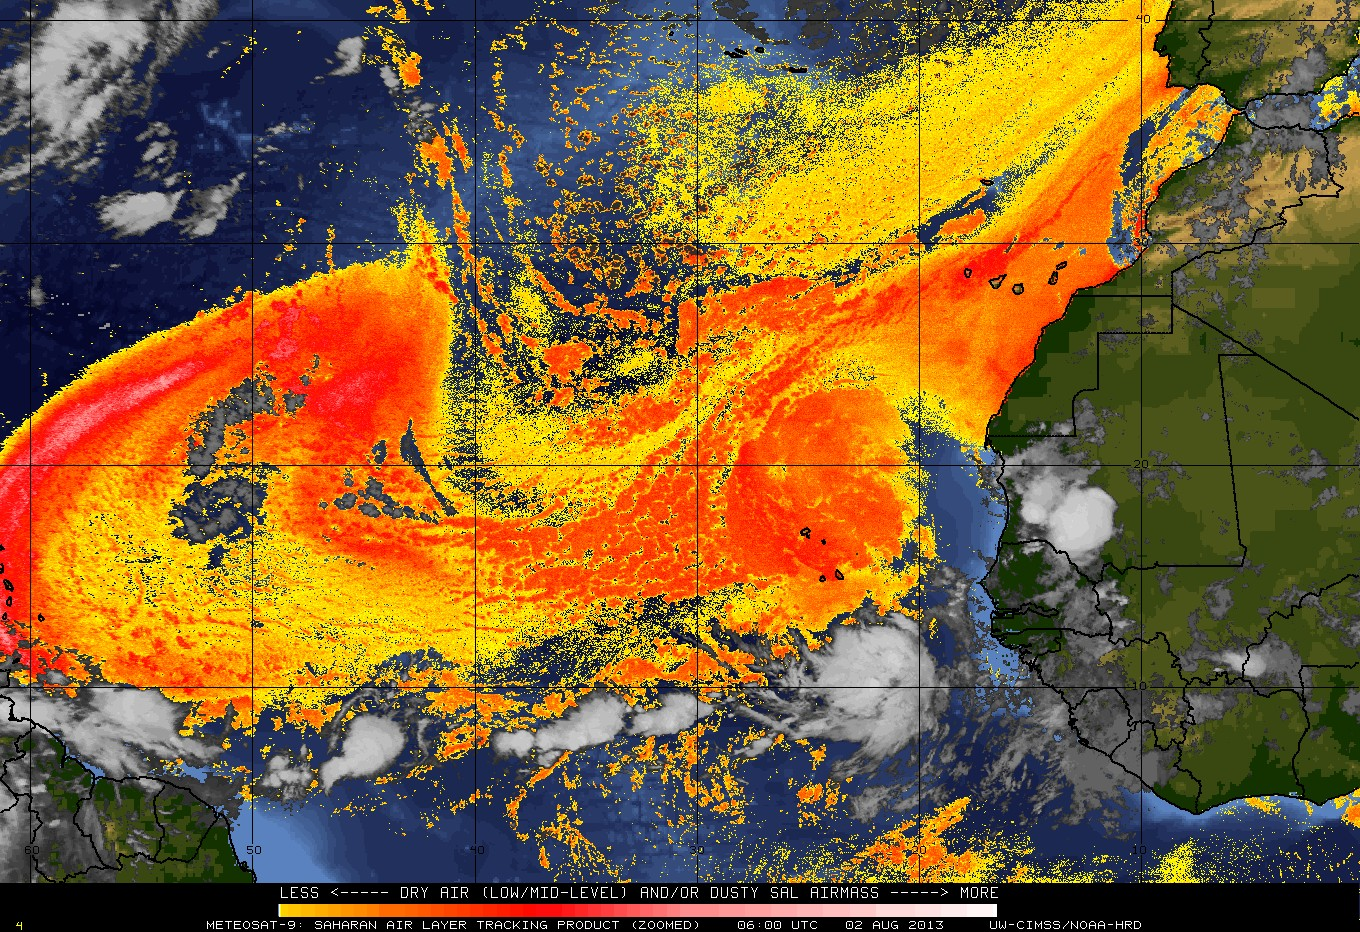 40
20
10
60 50 40 30 20 10
LESS <----- DRY AIR (LOW/MID-LEVEL) AND/OR DUSTY SAL AIRMASS -----> MORE
4 METEOSAT-9: SAHARAN AIR LAYER TRACKING PRODUCT (ZOOMED) 06:00 UTC 02 AUG 2013 UW-CIMSS/NOAA-HRD